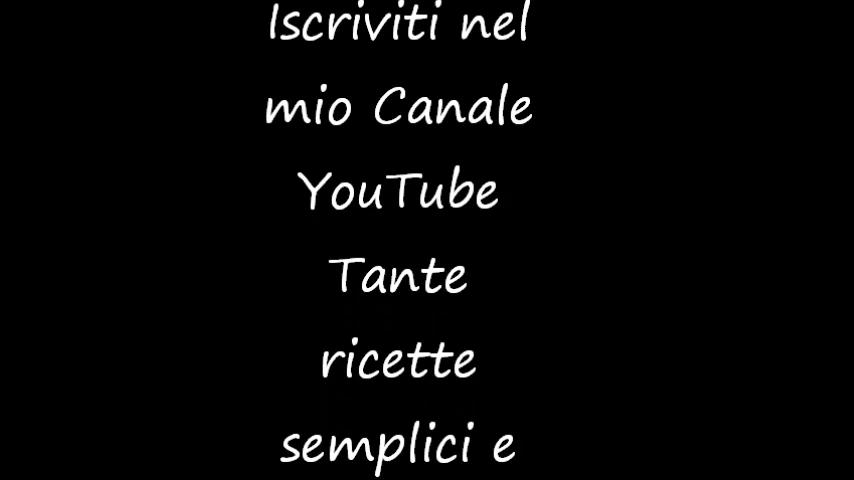 Iscriviti nel
mio Canale
YouTube
Tante
ricette
semplici e